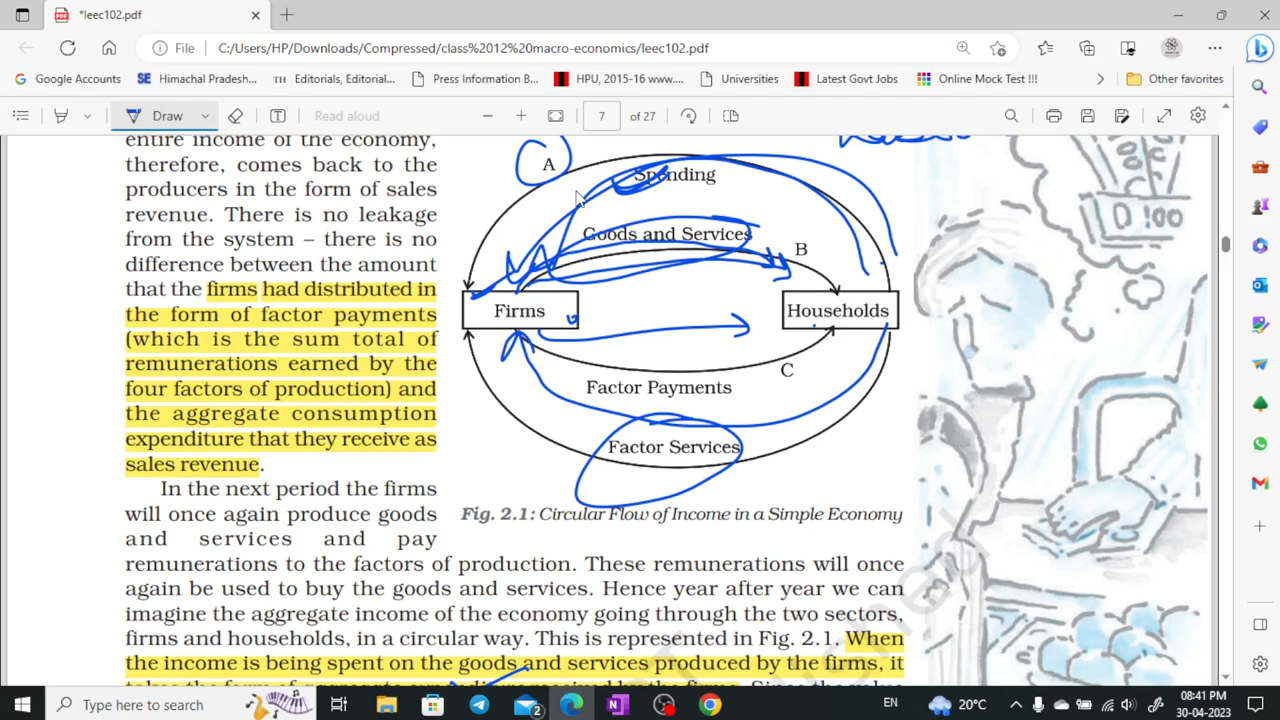 *leec102.pdf
File C:/Users/HP/Downloads/Compressed/class%2012%20macro-economics/leec102.pdf
Google Accounts SE Himachal Pradesh... TH Editorials, Editorial... Press Information B... HPU, 2015-16 www.... Universities Latest Govt Jobs Online Mock Test !!! Other favorites
Draw Read aloud 7 of 27
entire income of the economy,
therefore, comes back to the
producers in the form of sales
revenue. There is no leakage
from the system – there is no
difference between the amount
that the firms had distributed in
the form of factor payments
(which is the sum total of
remunerations earned by the
four factors of production) and
the aggregate consumption
expenditure that they receive as
sales revenue.
In the next period the firms
will once again produce goods
and services and pay
A
Spending
Goods and Services
B
Firms Households
C
Factor Payments
Factor Services
Fig. 2.1: Circular Flow of Income in a Simple Economy
remunerations to the factors of production. These remunerations will once
again be used to buy the goods and services. Hence year after year we can
imagine the aggregate income of the economy going through the two sectors,
firms and households, in a circular way. This is represented in Fig. 2.1. When
the income is being spent on the goods and services produced by the firms, it
Type here to search 2 20°C EN 08:41 PM
30-04-2023